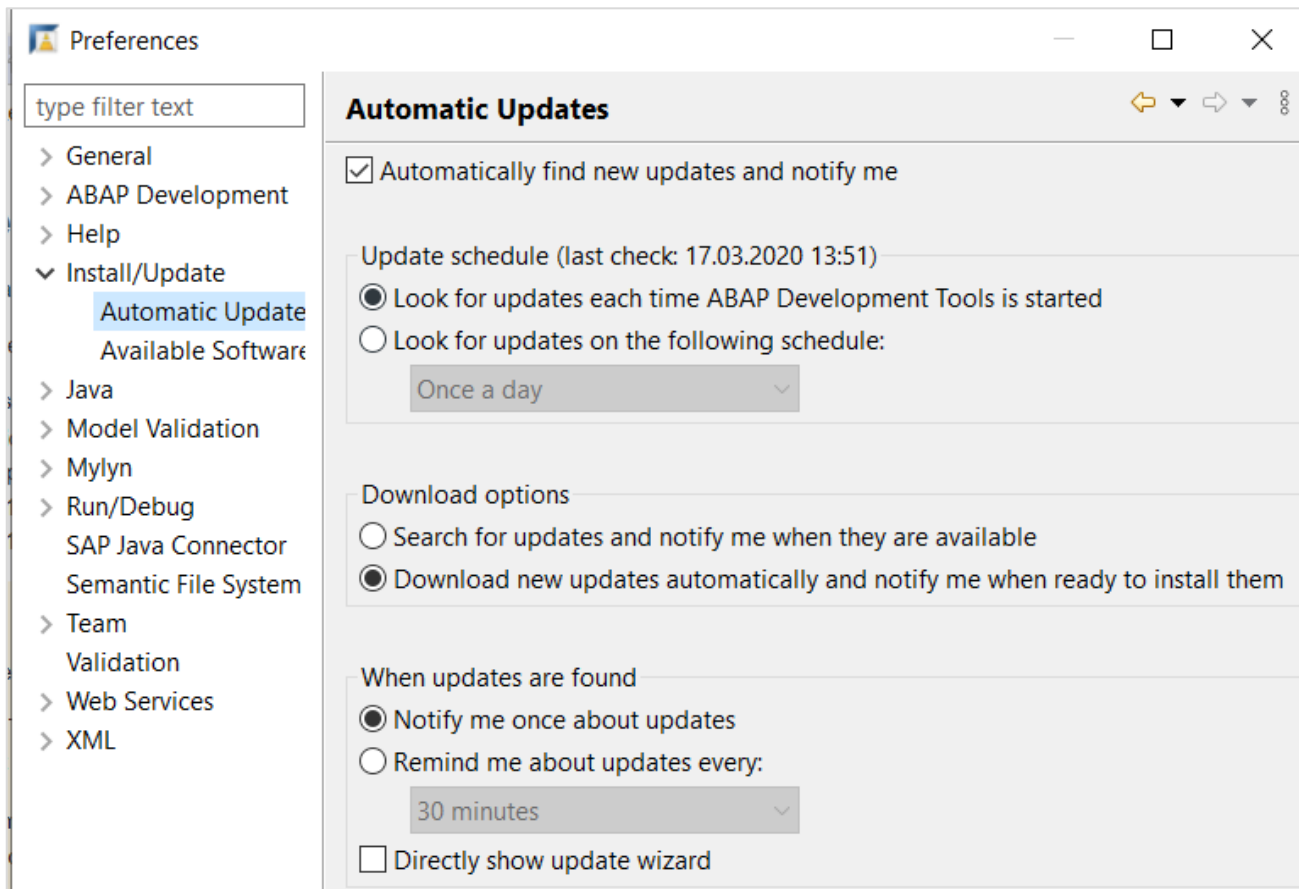 Preferences
type filter text
General
ABAP Development
Help
Install/Update
Automatic Update
Available Software
Java
Model Validation
Mylyn
Run/Debug
SAP Java Connector
Semantic File System
Team
Validation
Web Services
XML
Automatic Updates
Automatically find new updates and notify me
Update schedule (last check: 17.03.2020 13:51)
Look for updates each time ABAP Development Tools is started
Look for updates on the following schedule:
Once a day
Download options
Search for updates and notify me when they are available
Download new updates automatically and notify me when ready to install them
When updates are found
Notify me once about updates
Remind me about updates every:
30 minutes
Directly show update wizard